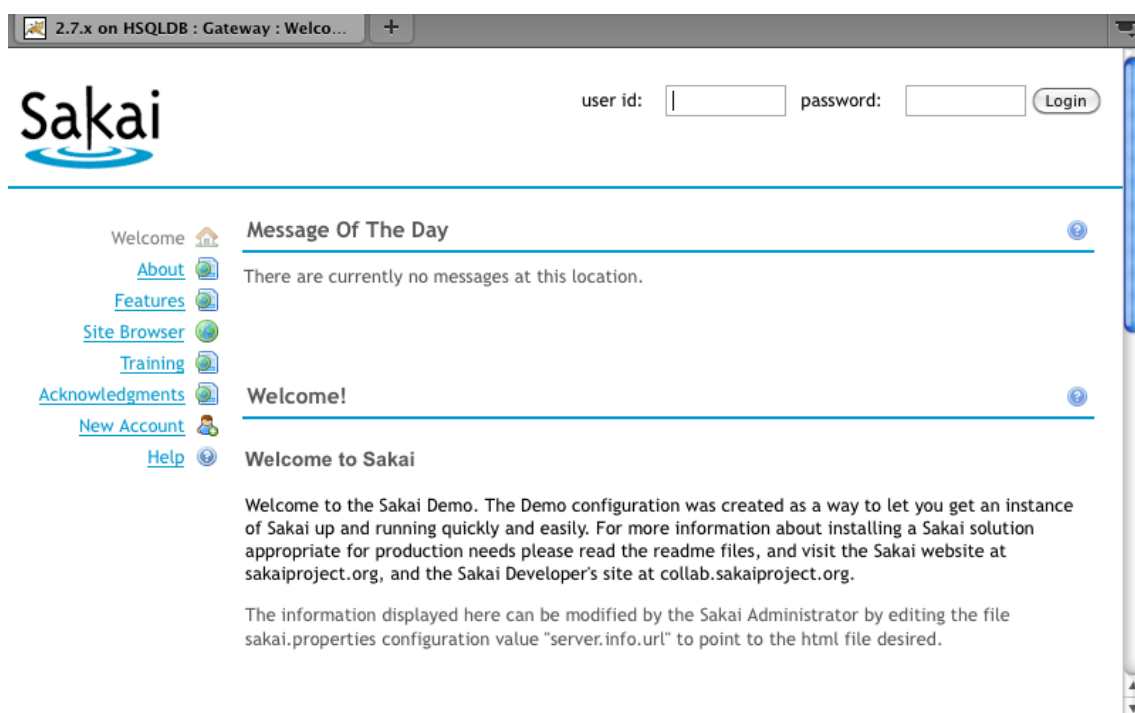 2.7.x on HSQLDB : Gateway : Welco...
+
Sakai
user id: password: Login
Welcome
About
Features
Site Browser
Training
Acknowledgments
New Account
Help
Message Of The Day
There are currently no messages at this location.
Welcome!
Welcome to Sakai
Welcome to the Sakai Demo. The Demo configuration was created as a way to let you get an instance
of Sakai up and running quickly and easily. For more information about installing a Sakai solution
appropriate for production needs please read the readme files, and visit the Sakai website at
sakaiproject.org, and the Sakai Developer's site at collab.sakaiproject.org.
The information displayed here can be modified by the Sakai Administrator by editing the file
sakai.properties configuration value "server.info.url" to point to the html file desired.